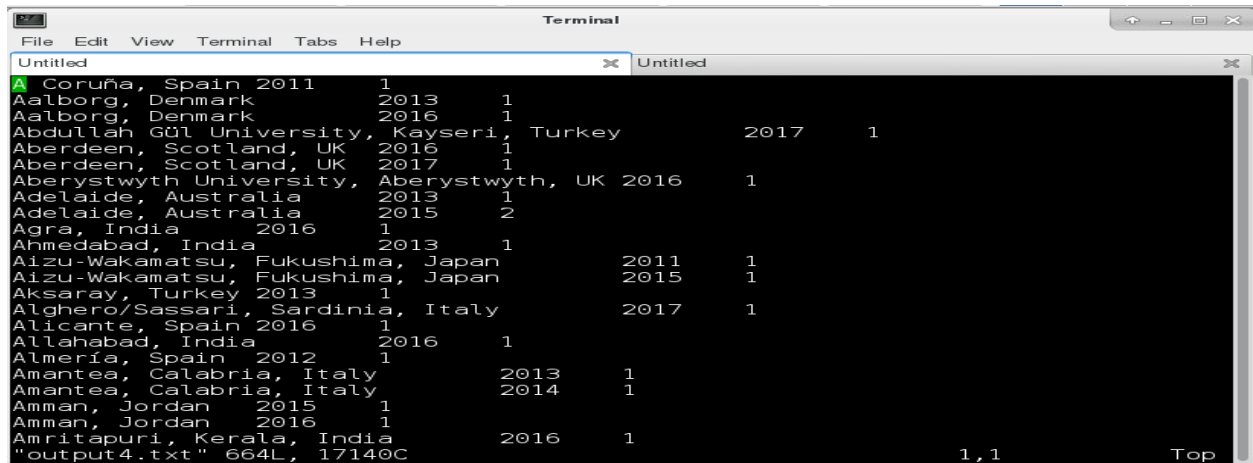 Terminal
File Edit View Terminal Tabs Help
Untitled Untitled
A Coruña, Spain 2011 1
Aalborg, Denmark 2013 1
Aalborg, Denmark 2016 1
Abdullah Gül University, Kayseri, Turkey 2017 1
Aberdeen, Scotland, UK 2016 1
Aberdeen, Scotland, UK 2017 1
Aberystwyth University, Aberystwyth, UK 2016 1
Adelaide, Australia 2013 1
Adelaide, Australia 2015 2
Agra, India 2016 1
Ahmedabad, India 2013 1
Aizu-Wakamatsu, Fukushima, Japan 2011 1
Aizu-Wakamatsu, Fukushima, Japan 2015 1
Aksaray, Turkey 2013 1
Alghero/Sassari, Sardinia, Italy 2017 1
Alicante, Spain 2016 1
Allahabad, India 2016 1
Almería, Spain 2012 1
Amantea, Calabria, Italy 2013 1
Amantea, Calabria, Italy 2014 1
Amman, Jordan 2015 1
Amman, Jordan 2016 1
Amritapuri, Kerala, India 2016 1
"output4.txt" 664L, 17140C 1,1 Top